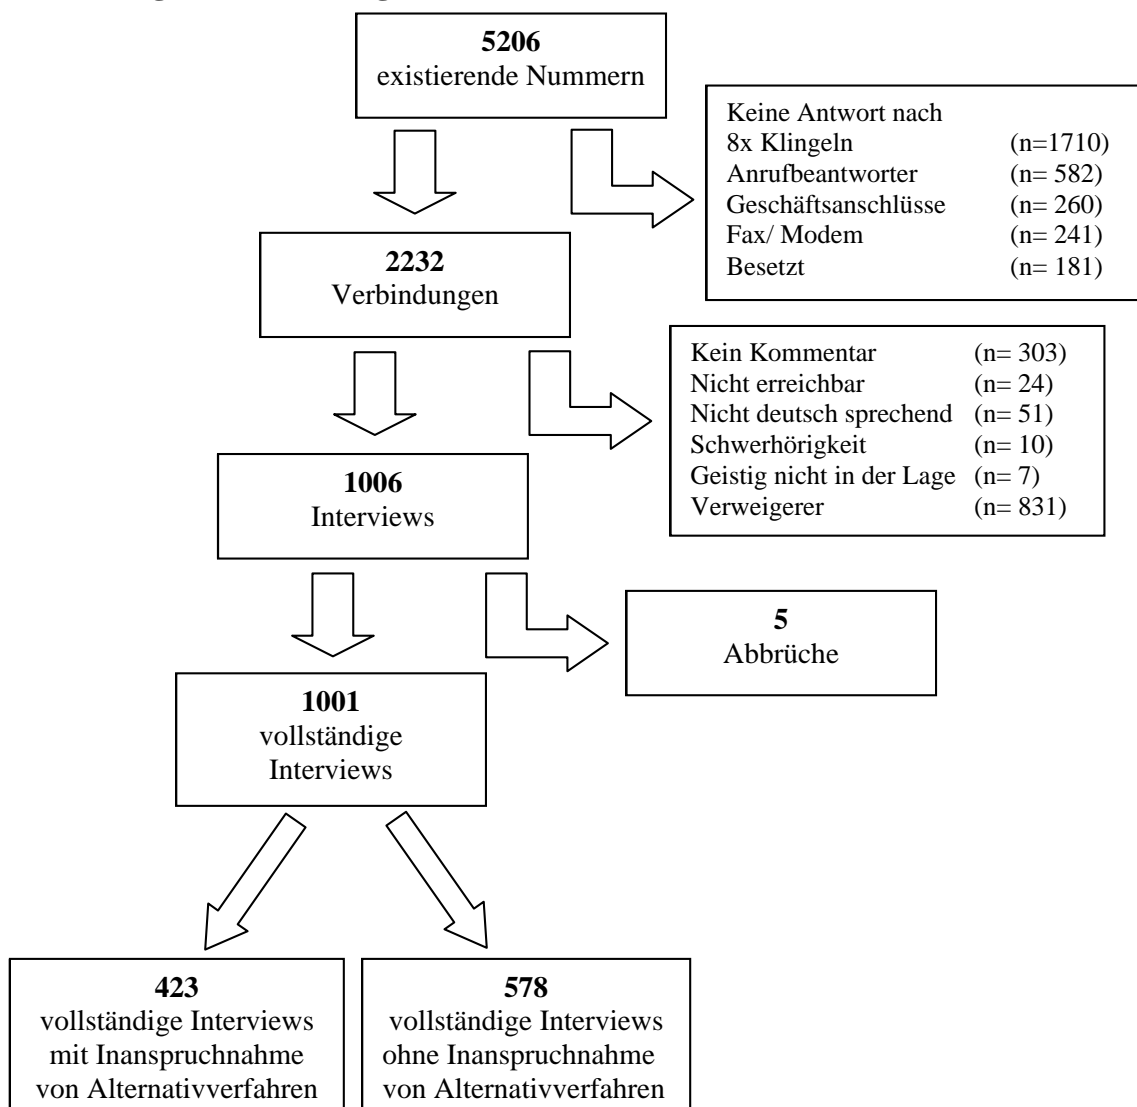 5206
existierende Nummern
Keine Antwort nach
8x Klingeln (n=1710)
Anrufbeantworter (n= 582)
Geschäftsanschlüsse (n= 260)
Fax/ Modem (n= 241)
Besetzt (n= 181)
2232
Verbindungen
Kein Kommentar (n= 303)
Nicht erreichbar (n= 24)
Nicht deutsch sprechend (n= 51)
Schwerhörigkeit (n= 10)
Geistig nicht in der Lage (n= 7)
Verweigerer (n= 831)
1006
Interviews
5
Abbrüche
1001
vollständige
Interviews
423
vollständige Interviews
mit Inanspruchnahme
von Alternativverfahren
578
vollständige Interviews
ohne Inanspruchnahme
von Alternativverfahren